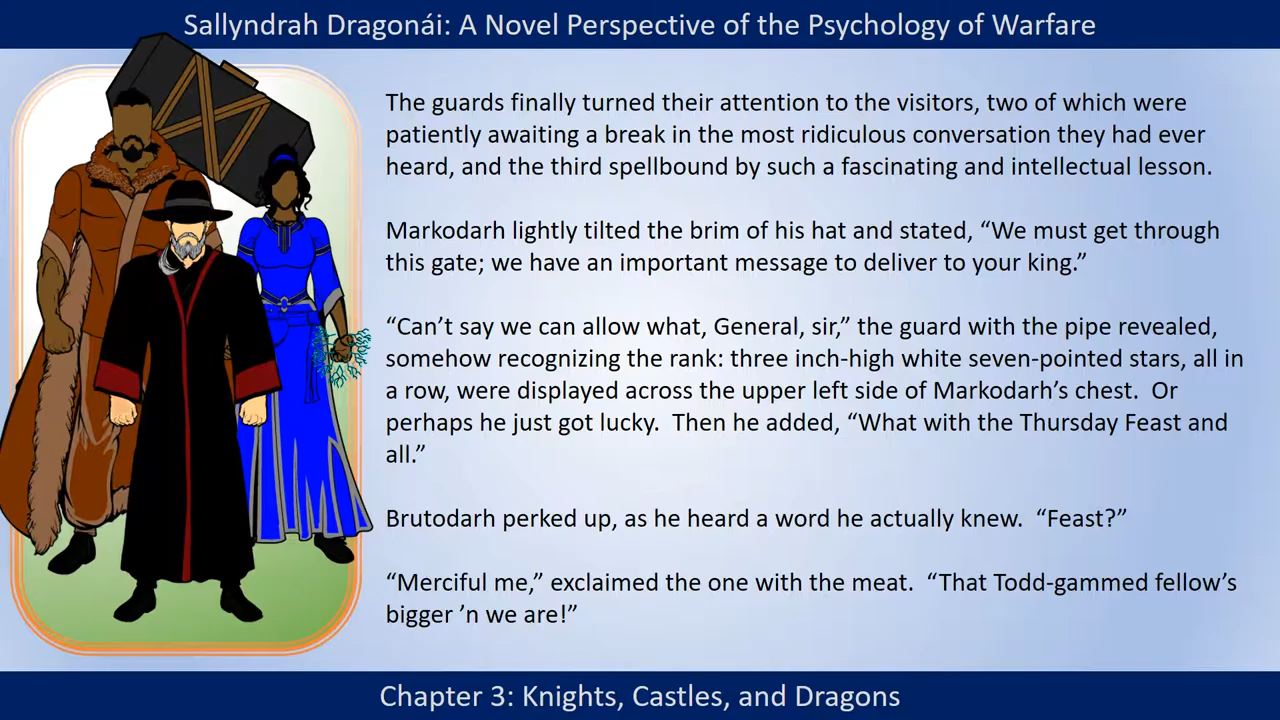 Sallyndrah Dragonái: A Novel Perspective of the Psychology of Warfare
The guards finally turned their attention to the visitors, two of which were
patiently awaiting a break in the most ridiculous conversation they had ever
heard, and the third spellbound by such a fascinating and intellectual lesson.
Markodarh lightly tilted the brim of his hat and stated, “We must get through
this gate; we have an important message to deliver to your king.”
“Can’t say we can allow what, General, sir,” the guard with the pipe revealed,
somehow recognizing the rank: three inch-high white seven-pointed stars, all in
a row, were displayed across the upper left side of Markodarh’s chest.  Or
perhaps he just got lucky.  Then he added, “What with the Thursday Feast and
all.”
Brutodarh perked up, as he heard a word he actually knew.  “Feast?”
“Merciful me,” exclaimed the one with the meat.  “That Todd-gammed fellow’s
bigger ’n we are!”
Chapter 3: Knights, Castles, and Dragons